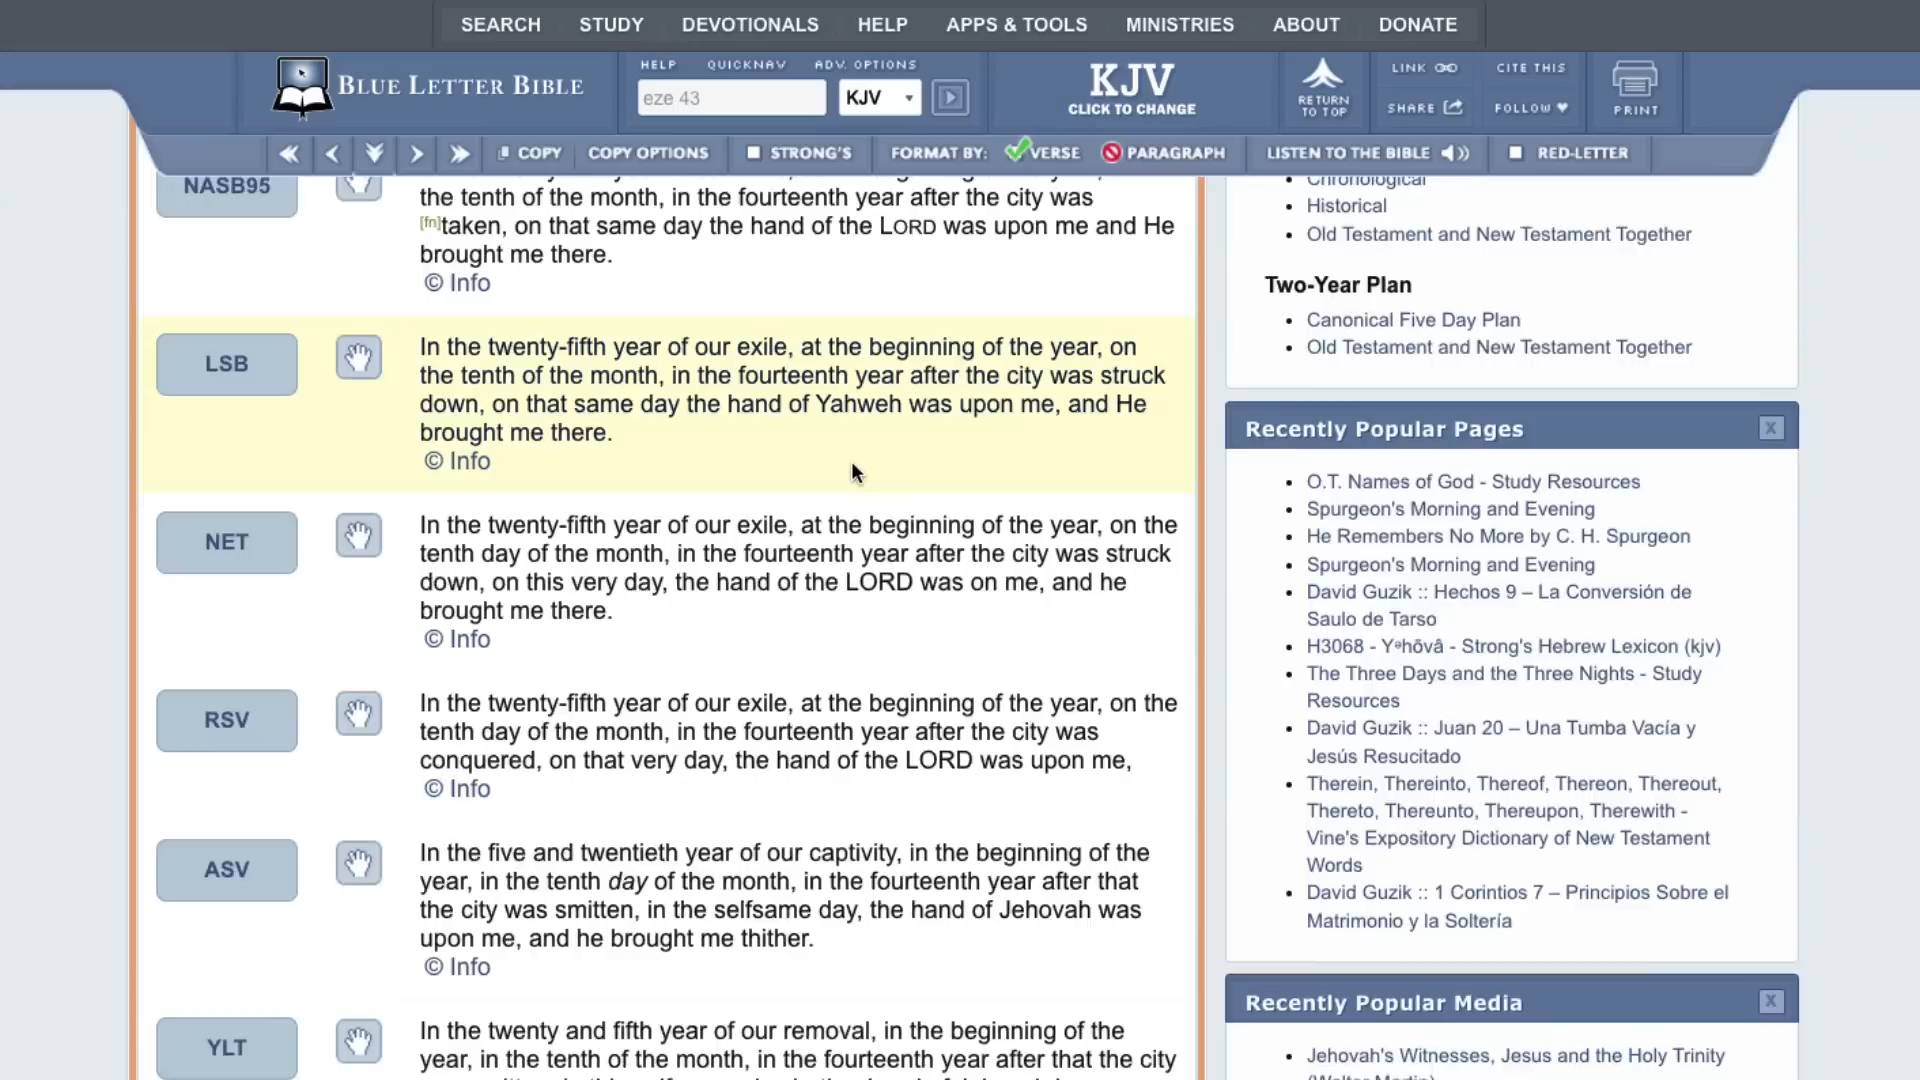 SEARCH STUDY DEVOTIONALS HELP APPS & TOOLS MINISTRIES ABOUT DONATE
BLUE LETTER BIBLE
HELP QUICKNAV ADV. OPTIONS
eze 43 KJV
KJV
CLICK TO CHANGE
RETURN
TO TOP
LINK CITE THIS
SHARE FOLLOW
PRINT
COPY COPY OPTIONS STRONG'S FORMAT BY: VERSE PARAGRAPH LISTEN TO THE BIBLE RED-LETTER
NASB95
the tenth of the month, in the fourteenth year after the city was
[fn]taken, on that same day the hand of the LORD was upon me and He
brought me there.
© Info
LSB
In the twenty-fifth year of our exile, at the beginning of the year, on
the tenth of the month, in the fourteenth year after the city was struck
down, on that same day the hand of Yahweh was upon me, and He
brought me there.
© Info
NET
In the twenty-fifth year of our exile, at the beginning of the year, on the
tenth day of the month, in the fourteenth year after the city was struck
down, on this very day, the hand of the LORD was on me, and he
brought me there.
© Info
RSV
In the twenty-fifth year of our exile, at the beginning of the year, on the
tenth day of the month, in the fourteenth year after the city was
conquered, on that very day, the hand of the LORD was upon me,
© Info
ASV
In the five and twentieth year of our captivity, in the beginning of the
year, in the tenth day of the month, in the fourteenth year after that
the city was smitten, in the selfsame day, the hand of Jehovah was
upon me, and he brought me thither.
© Info
YLT
In the twenty and fifth year of our removal, in the beginning of the
year, in the tenth of the month, in the fourteenth year after that the city
Chronological
Historical
Old Testament and New Testament Together
Two-Year Plan
Canonical Five Day Plan
Old Testament and New Testament Together
Recently Popular Pages X
O.T. Names of God - Study Resources
Spurgeon's Morning and Evening
He Remembers No More by C. H. Spurgeon
Spurgeon's Morning and Evening
David Guzik :: Hechos 9 – La Conversión de
Saulo de Tarso
H3068 - Yᵊhōvâ - Strong's Hebrew Lexicon (kjv)
The Three Days and the Three Nights - Study
Resources
David Guzik :: Juan 20 – Una Tumba Vacía y
Jesús Resucitado
Therein, Thereinto, Thereof, Thereon, Thereout,
Thereto, Thereunto, Thereupon, Therewith -
Vine's Expository Dictionary of New Testament
Words
David Guzik :: 1 Corintios 7 – Principios Sobre el
Matrimonio y la Soltería
Recently Popular Media X
Jehovah's Witnesses, Jesus and the Holy Trinity
(Walter Martin)